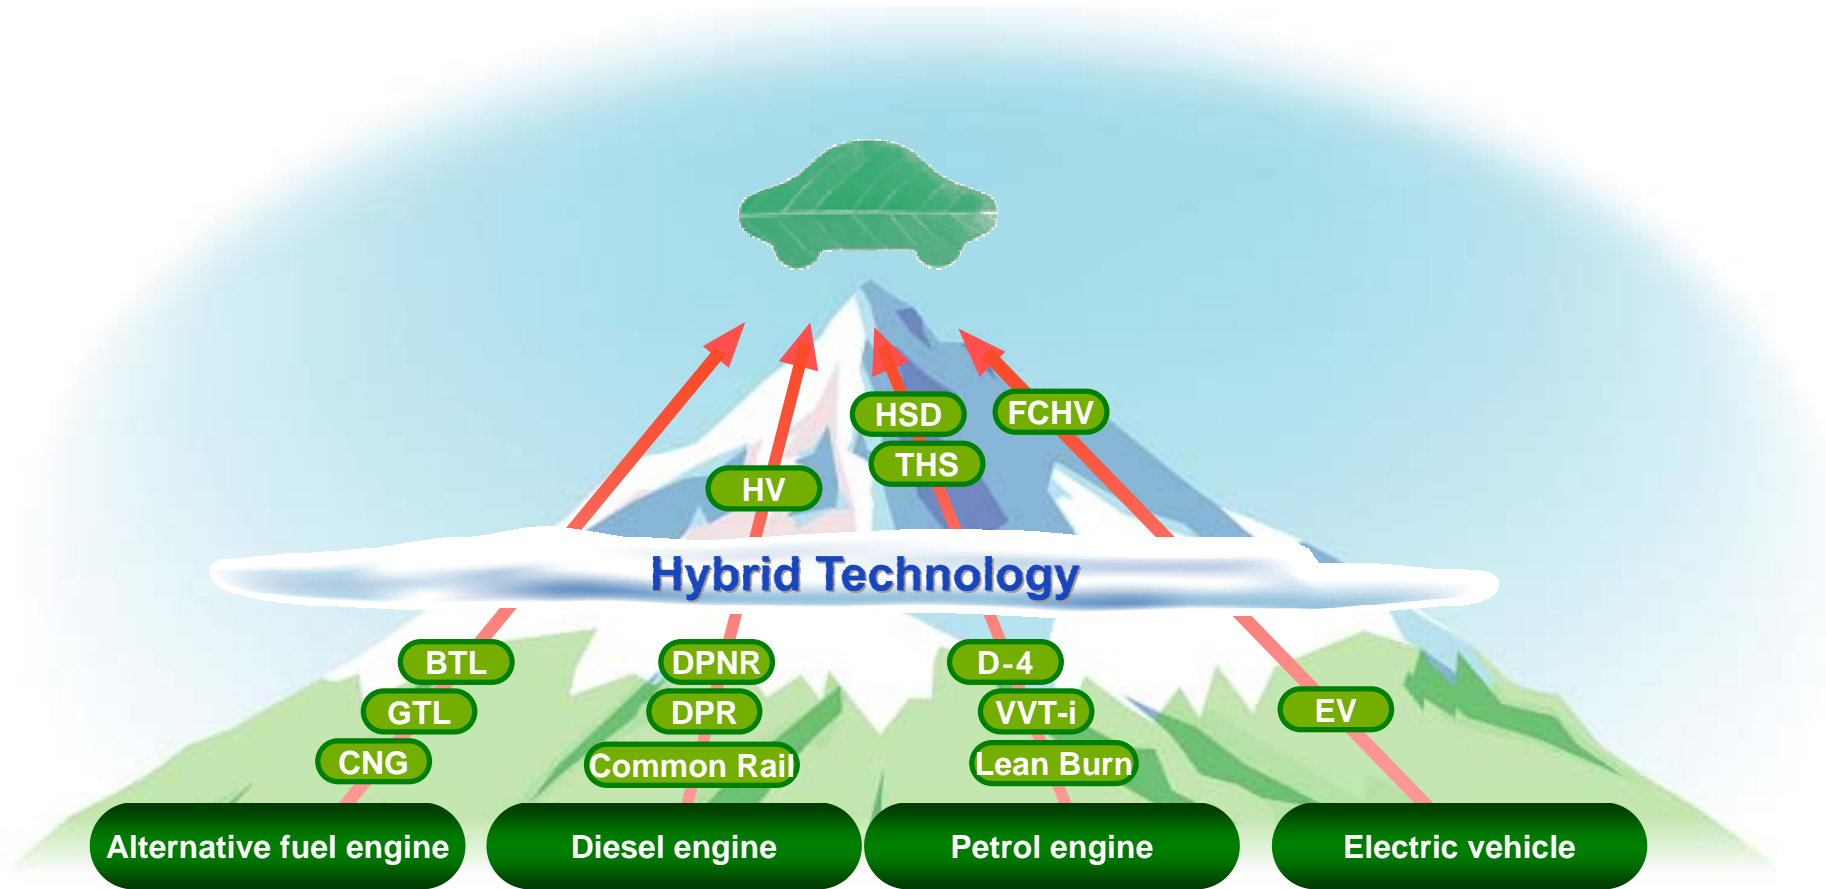 HSD
FCHV
THS
HV
Hybrid Technology
BTL
DPNR
D-4
GTL
DPR
VVT-i
EV
CNG
Common Rail
Lean Burn
Alternative fuel engine
Diesel engine
Petrol engine
Electric vehicle